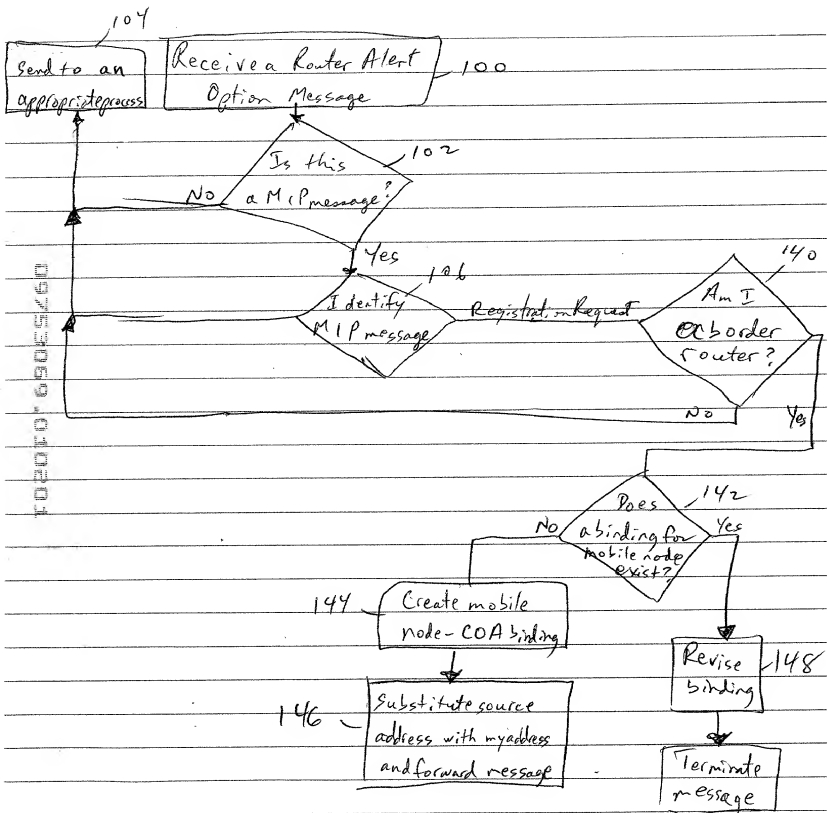 104
Send to an
appropriate process
Receive a Router Alert
Option Message
100
Is this
a MIP message?
102
No
Yes
Identify
MIP message
106
Registration Request
Am I
border
router?
140
No
Yes
09753069.010201
Does
a binding for
mobile node
exist?
142
No
Yes
144
Create mobile
node-COA binding
146
Substitute source
address with my address
and forward message
Revise
binding
148
Terminate
message